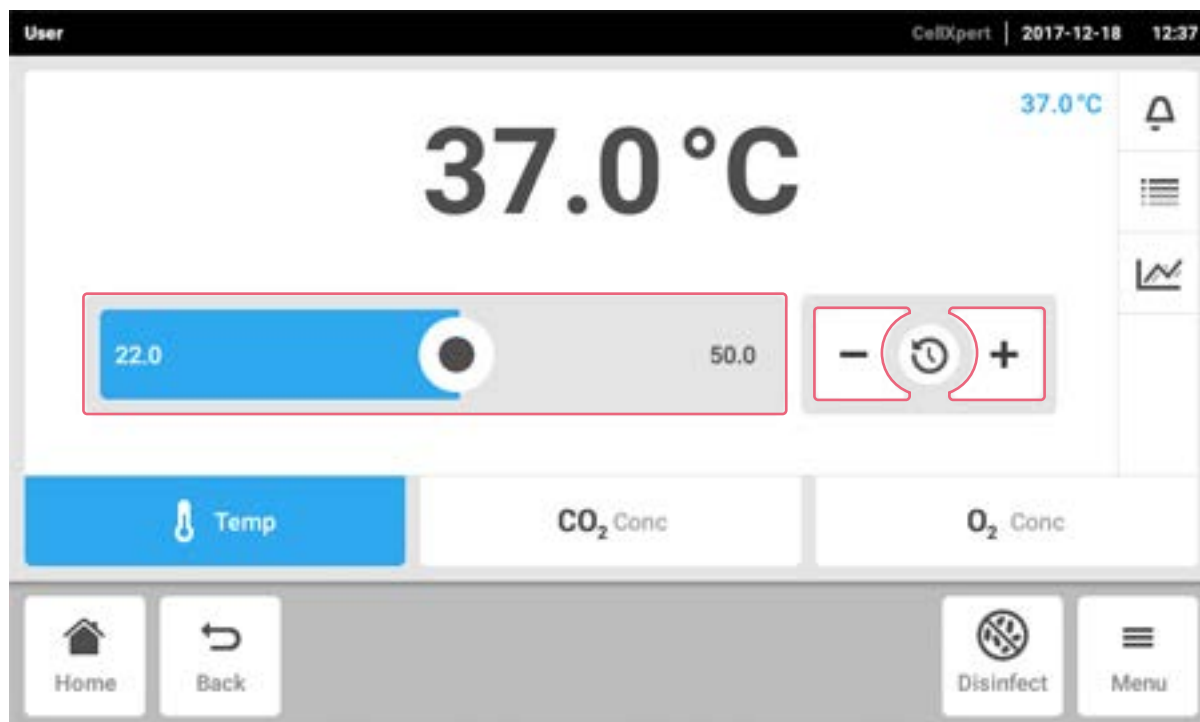 User CellXpert | 2017-12-18 12:37
37.0°C
37.0°C
22.0 50.0 − +
Temp CO₂ Conc O₂ Conc
Home Back Disinfect Menu